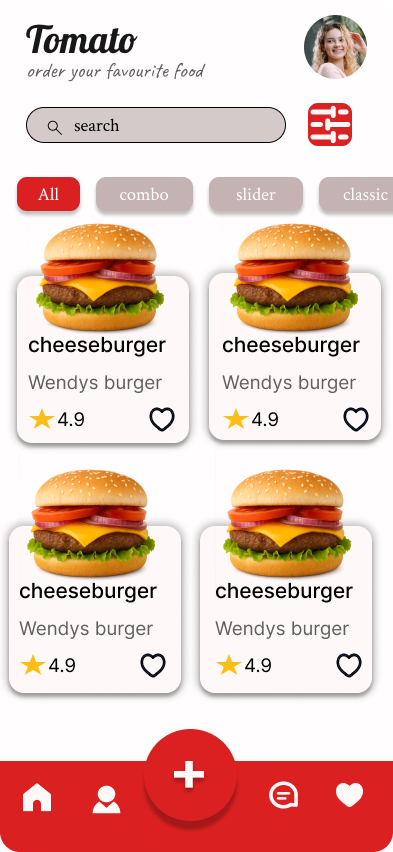 Tomato
order your favourite food
search
All combo slider classic
cheeseburger cheeseburger
Wendys burger Wendys burger
4.9 4.9
cheeseburger cheeseburger
Wendys burger Wendys burger
4.9 4.9